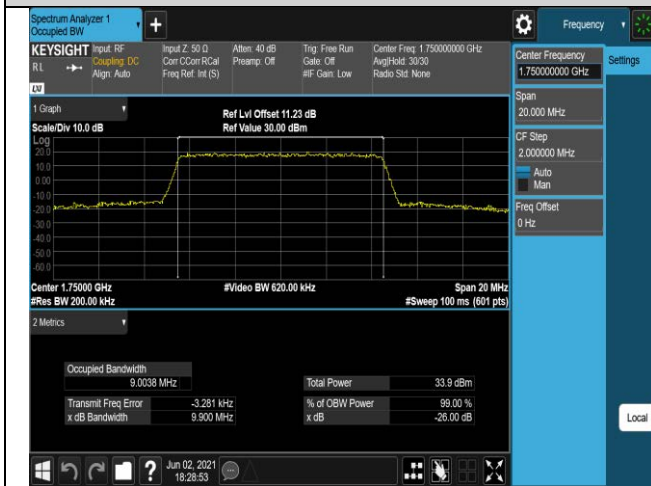 Spectrum Analyzer 1
Occupied BW
+
Frequency
KEYSIGHT
RL
Input: RF
Coupling: DC
Align: Auto
Input Z: 50 Ω
Corr CCorr RCal
Freq Ref: Int (S)
Atten: 40 dB
Preamp: Off
Trig: Free Run
Gate: Off
#IF Gain: Low
Center Freq: 1.750000000 GHz
Avg|Hold: 30/30
Radio Std: None
LXI
Center Frequency
1.750000000 GHz
Settings
Span
20.000 MHz
CF Step
2.000000 MHz
Auto
Man
Freq Offset
0 Hz
1 Graph
Scale/Div 10.0 dB
Ref Lvl Offset 11.23 dB
Ref Value 30.00 dBm
Log
20.0
10.0
0.00
-10.0
-20.0
-30.0
-40.0
-50.0
-60.0
Center 1.75000 GHz
#Res BW 200.00 kHz
#Video BW 620.00 kHz
Span 20 MHz
#Sweep 100 ms (601 pts)
2 Metrics
Occupied Bandwidth
9.0038 MHz
Total Power 33.9 dBm
Transmit Freq Error -3.281 kHz
% of OBW Power 99.00 %
x dB Bandwidth 9.900 MHz
x dB -26.00 dB
Local
?
Jun 02, 2021
18:28:53